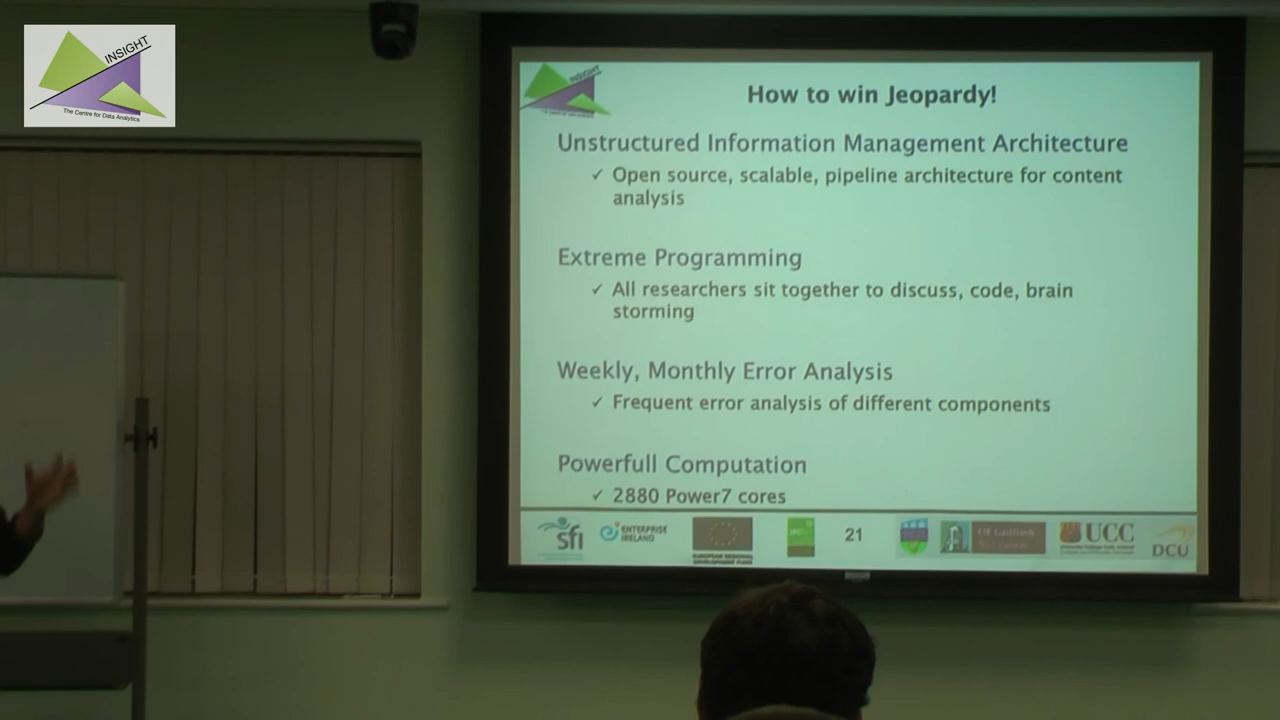 INSIGHT
The Centre for Data Analytics
INSIGHT
How to win Jeopardy!
Unstructured Information Management Architecture
✓ Open source, scalable, pipeline architecture for content
analysis
Extreme Programming
✓ All researchers sit together to discuss, code, brain
storming
Weekly, Monthly Error Analysis
✓ Frequent error analysis of different components
Powerfull Computation
✓ 2880 Power7 cores
sfi
ENTERPRISE
IRELAND
EUROPEAN REGIONAL
DEVELOPMENT FUND
21
OÉ Gaillimh
NUI Galway
UCC
DCU